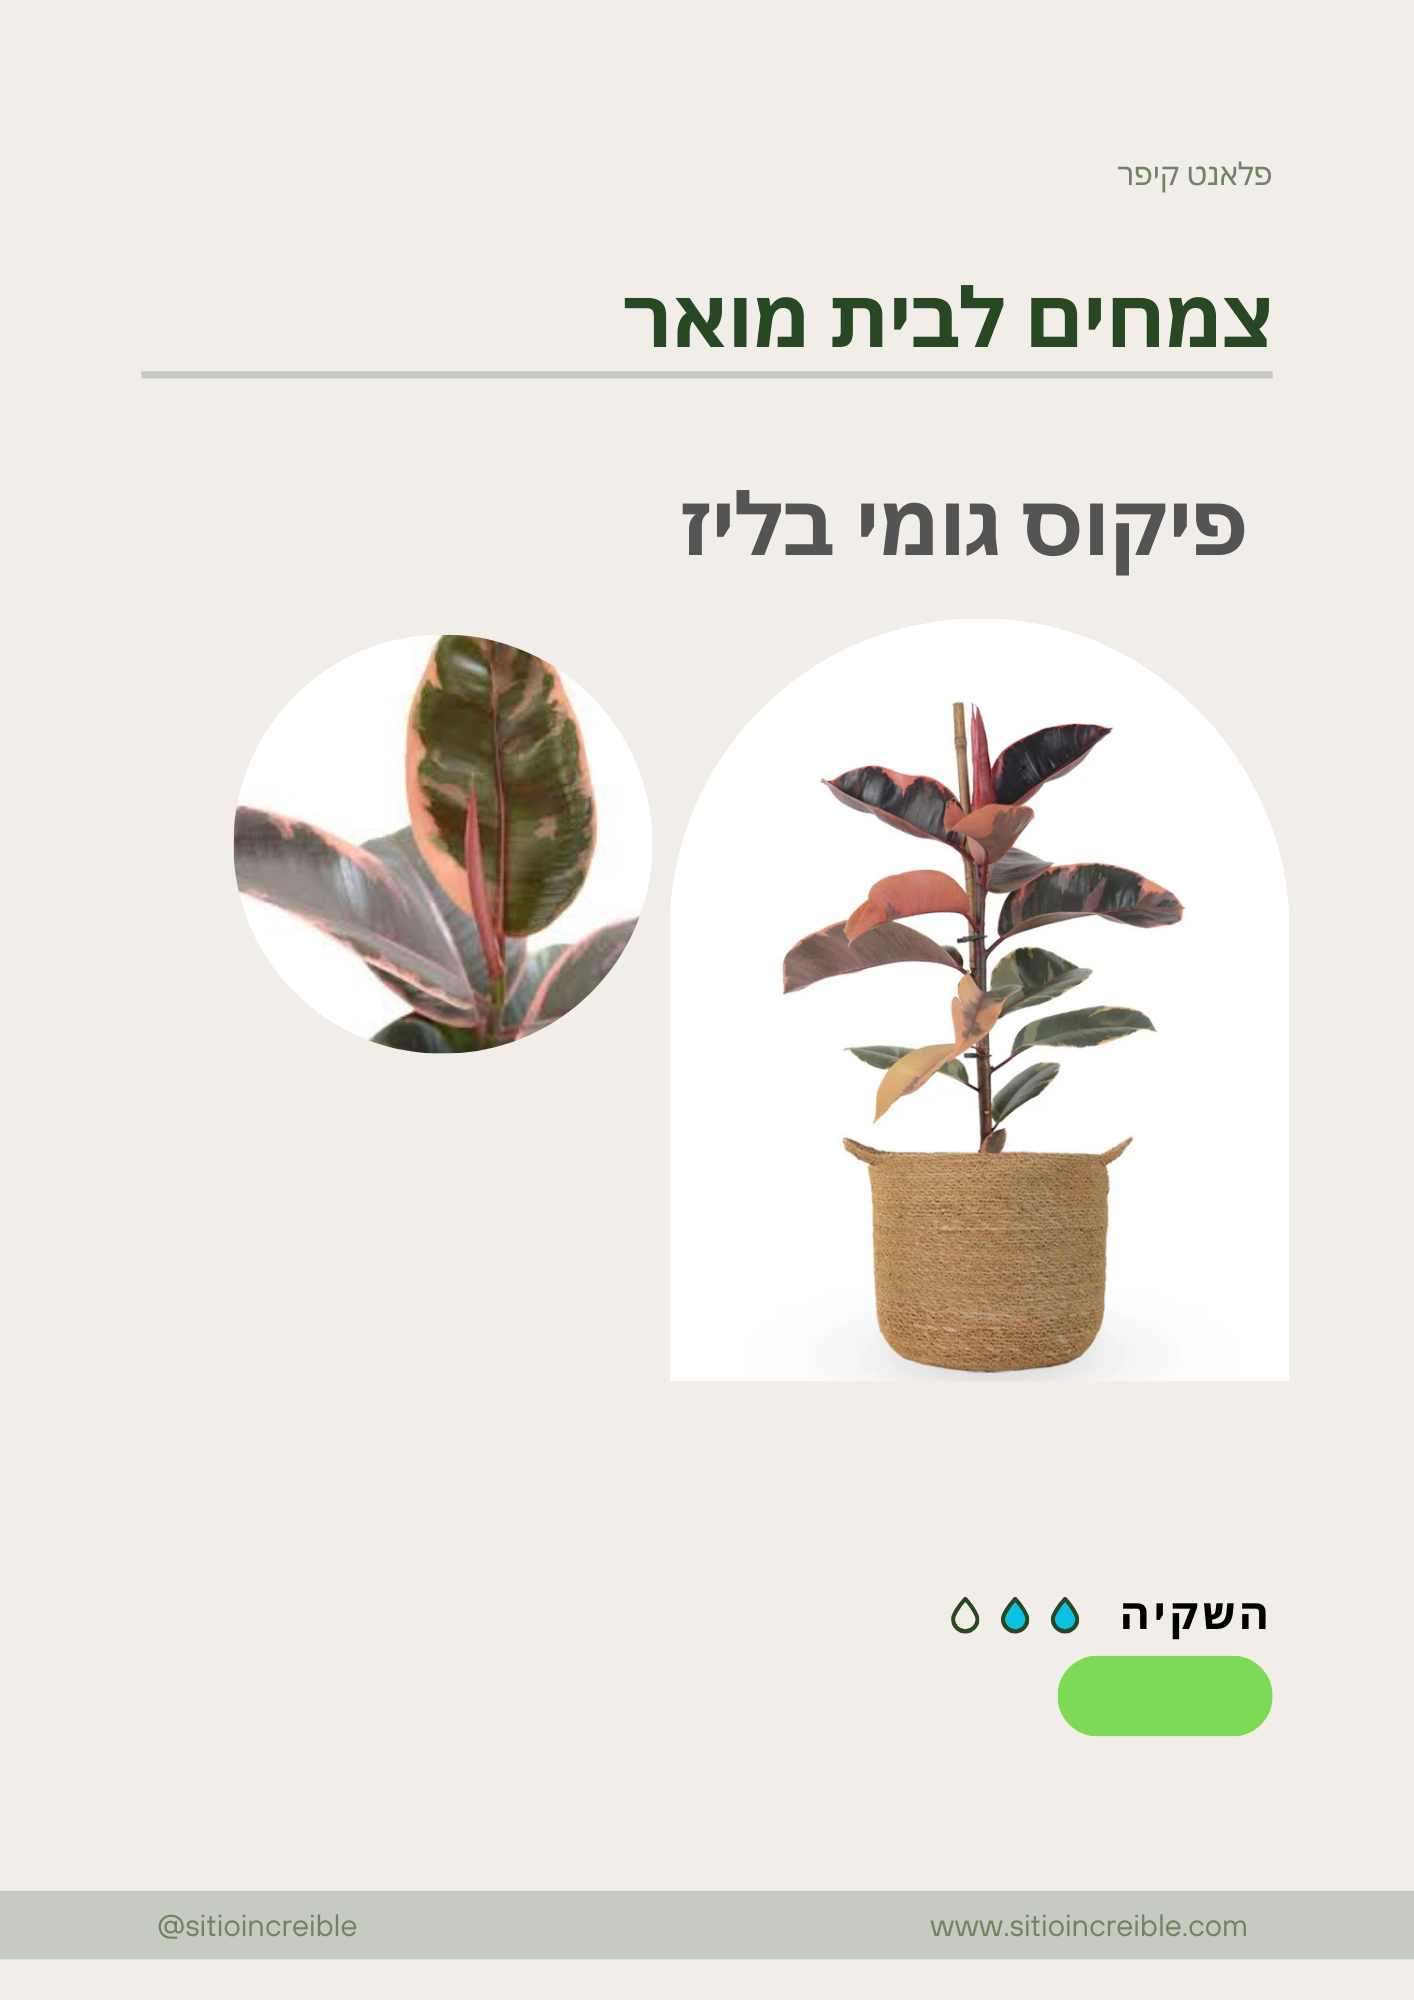 פלאנט קיפר
צמחים לבית מואר
פיקוס גומי בליז
השקיה
@sitioincreible
www.sitioincreible.com